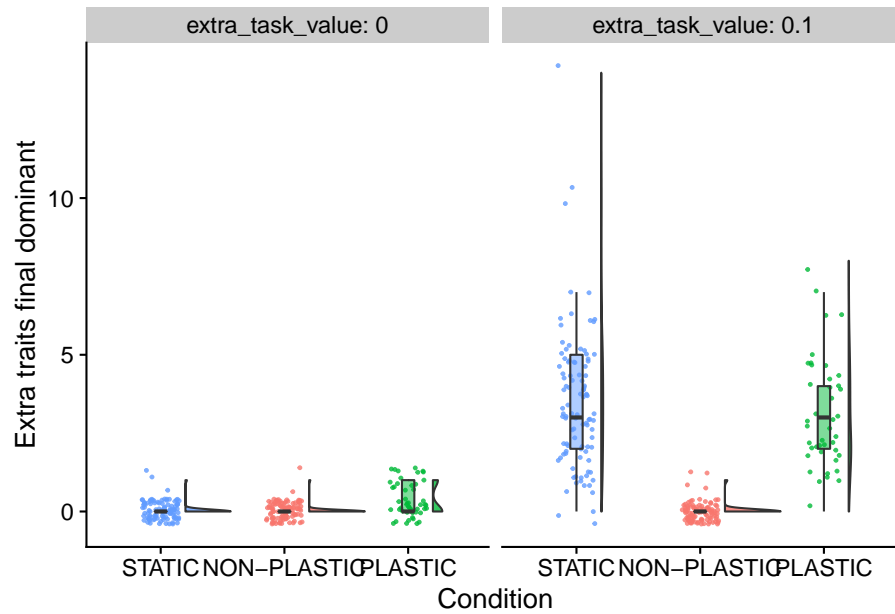 extra_task_value: 0
extra_task_value: 0.1
Extra traits final dominant
10
5
0
STATIC NON−PLASTIC PLASTIC
STATIC NON−PLASTIC PLASTIC
Condition